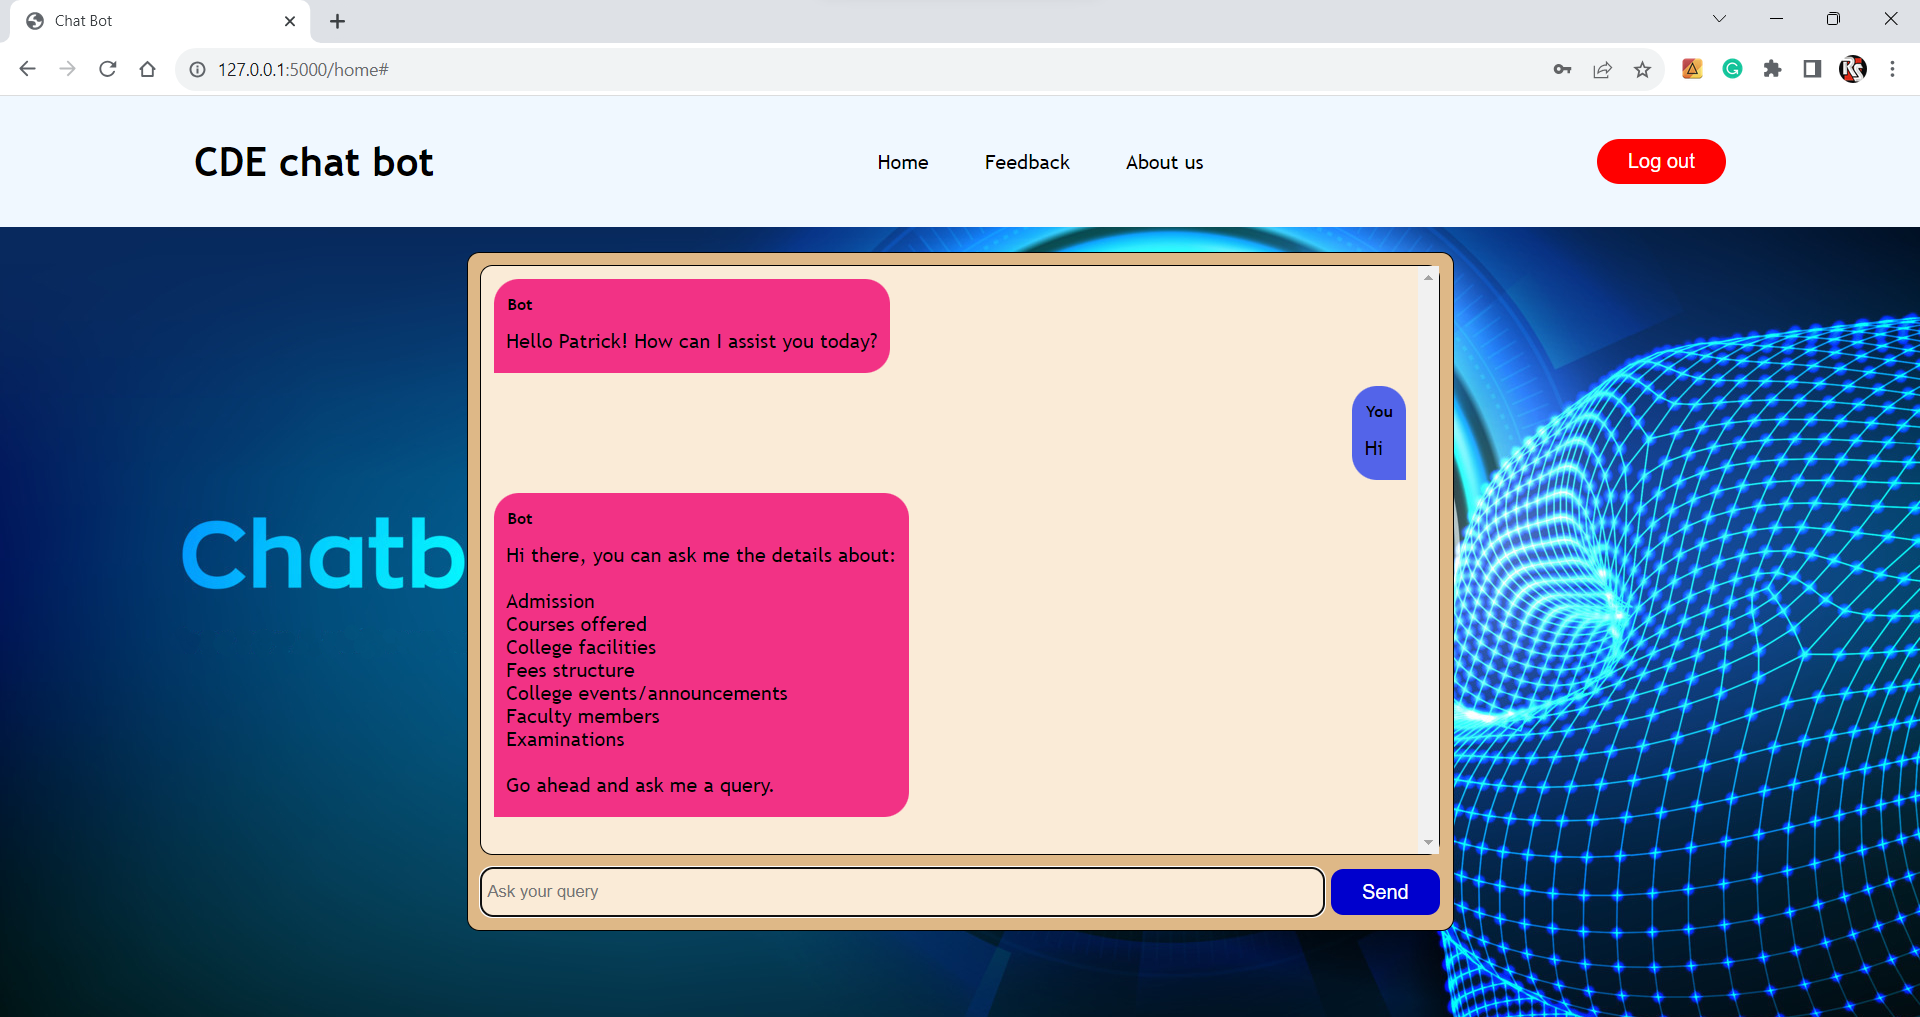 Chat Bot
127.0.0.1:5000/home#
CDE chat bot
Home
Feedback
About us
Log out
Bot
Hello Patrick! How can I assist you today?
You
Hi
Bot
Hi there, you can ask me the details about:
Admission
Courses offered
College facilities
Fees structure
College events/announcements
Faculty members
Examinations
Go ahead and ask me a query.
Chatb
Ask your query
Send